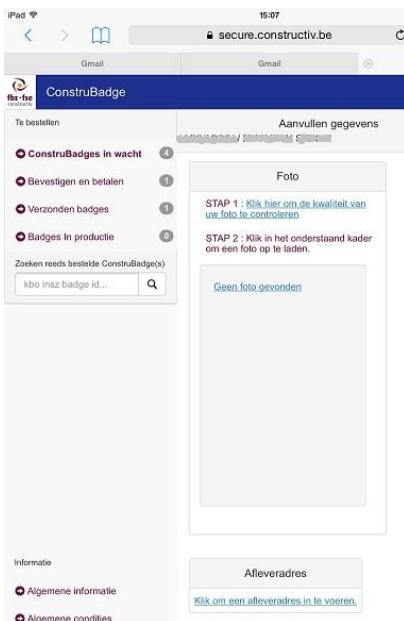 iPad
15:07
secure.constructiv.be
Gmail
Gmail
fbz·fse
constructiv
ConstruBadge
Te bestellen
ConstruBadges in wacht 4
Bevestigen en betalen 1
Verzonden badges 1
Badges In productie 0
Zoeken reeds bestelde ConstruBadge(s)
kbo insz badge id...
Informatie
Algemene informatie
Algemene condities
Aanvullen gegevens
Foto
STAP 1 : Klik hier om de kwaliteit van
uw foto te controleren
STAP 2 : Klik in het onderstaand kader
om een foto op te laden.
Geen foto gevonden
Afleveradres
Klik om een afleveradres in te voeren.